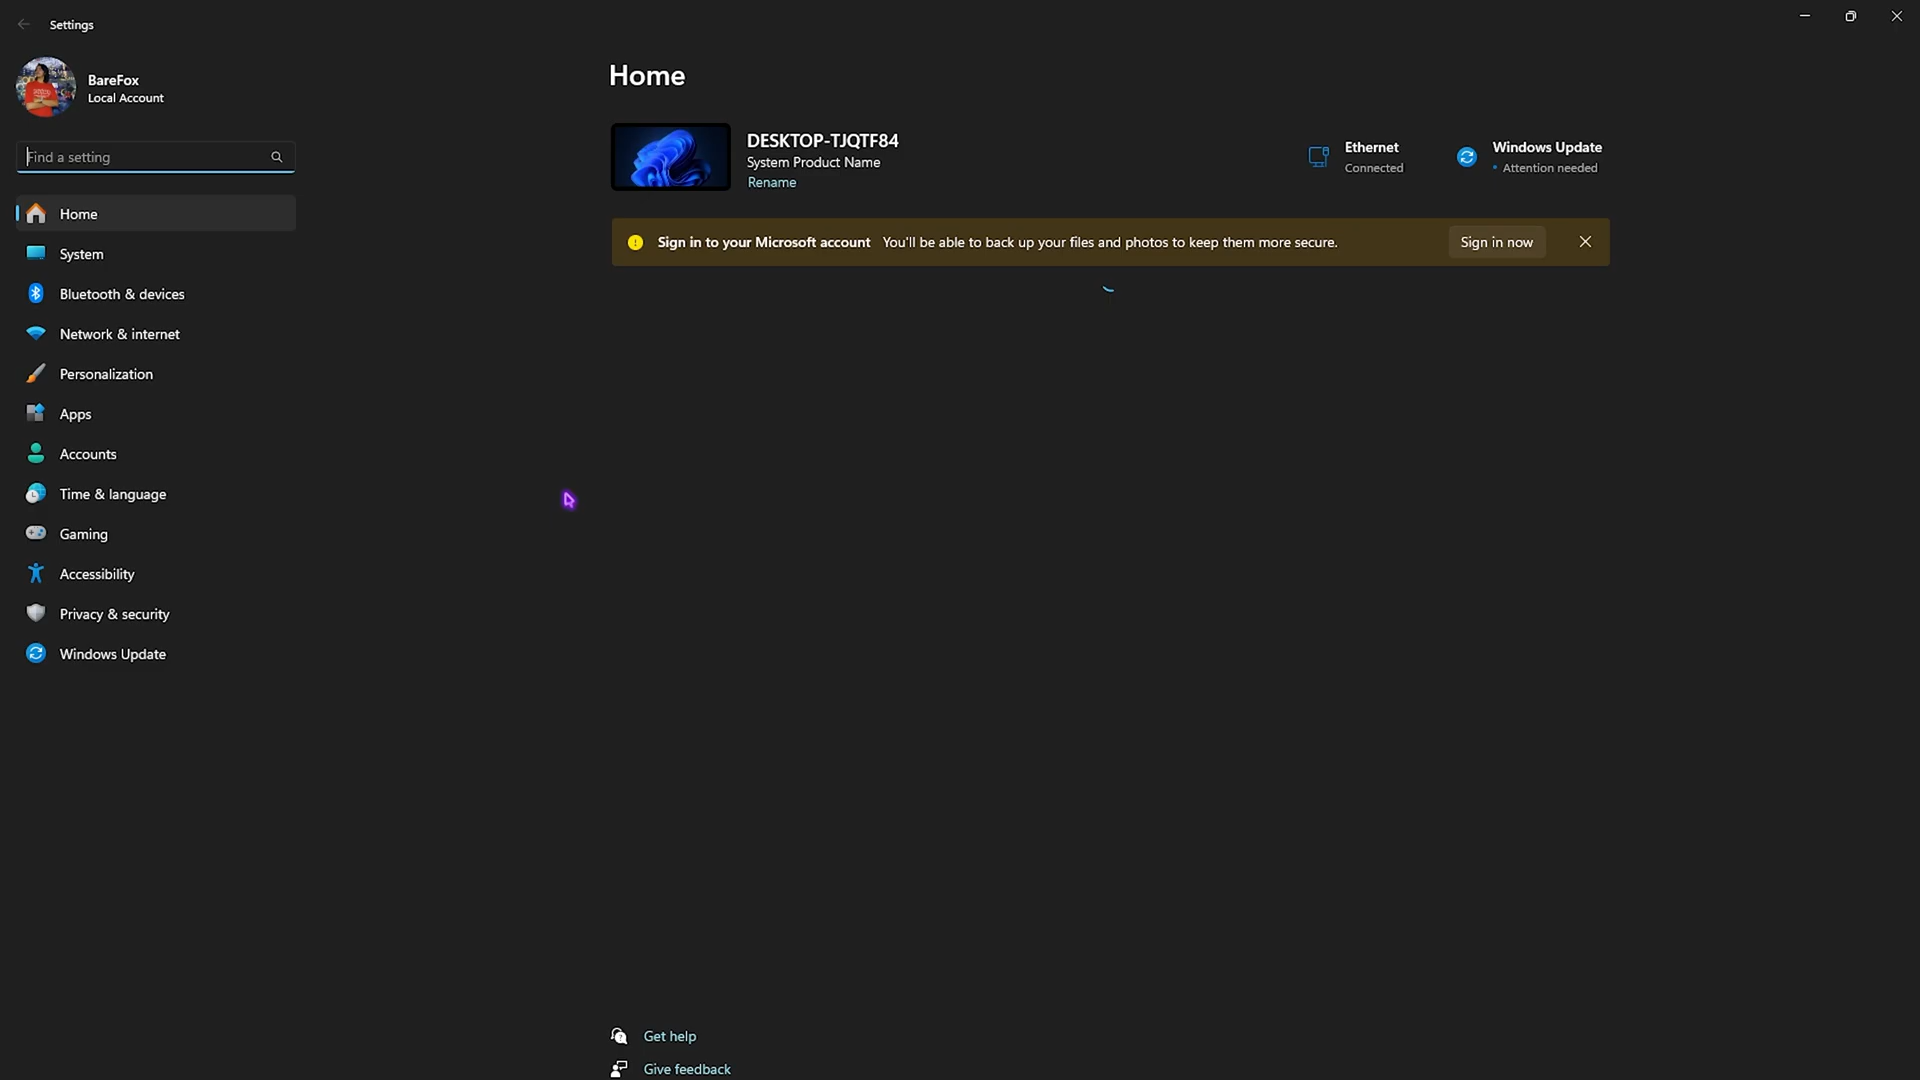 Settings
BareFox
Local Account
Find a setting
Home
System
Bluetooth & devices
Network & internet
Personalization
Apps
Accounts
Time & language
Gaming
Accessibility
Privacy & security
Windows Update
Home
DESKTOP-TJQTF84
System Product Name
Rename
Ethernet
Connected
Windows Update
• Attention needed
Sign in to your Microsoft account You'll be able to back up your files and photos to keep them more secure.
Sign in now
Get help
Give feedback